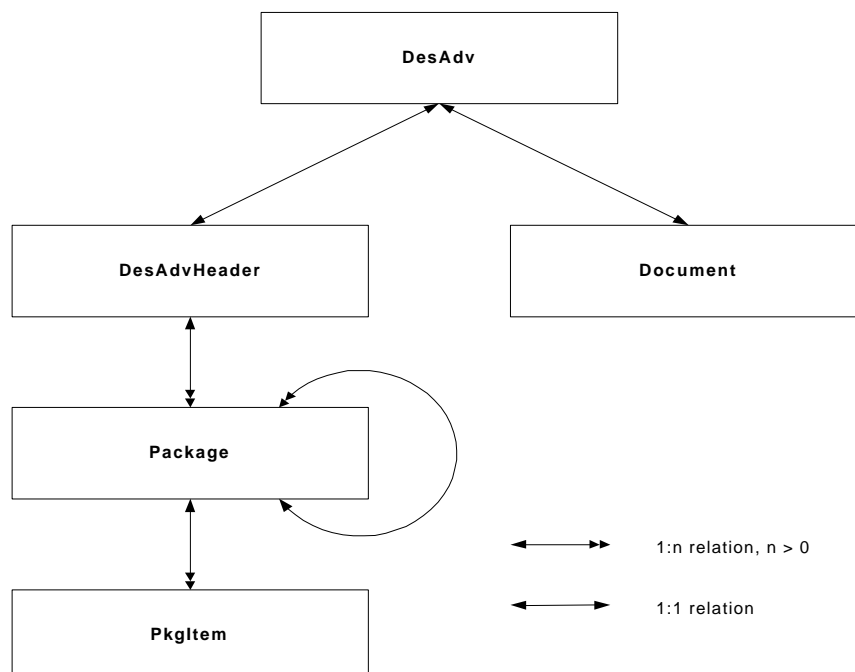 DesAdv
DesAdvHeader
Document
Package
1:n relation, n > 0
PkgItem
1:1 relation